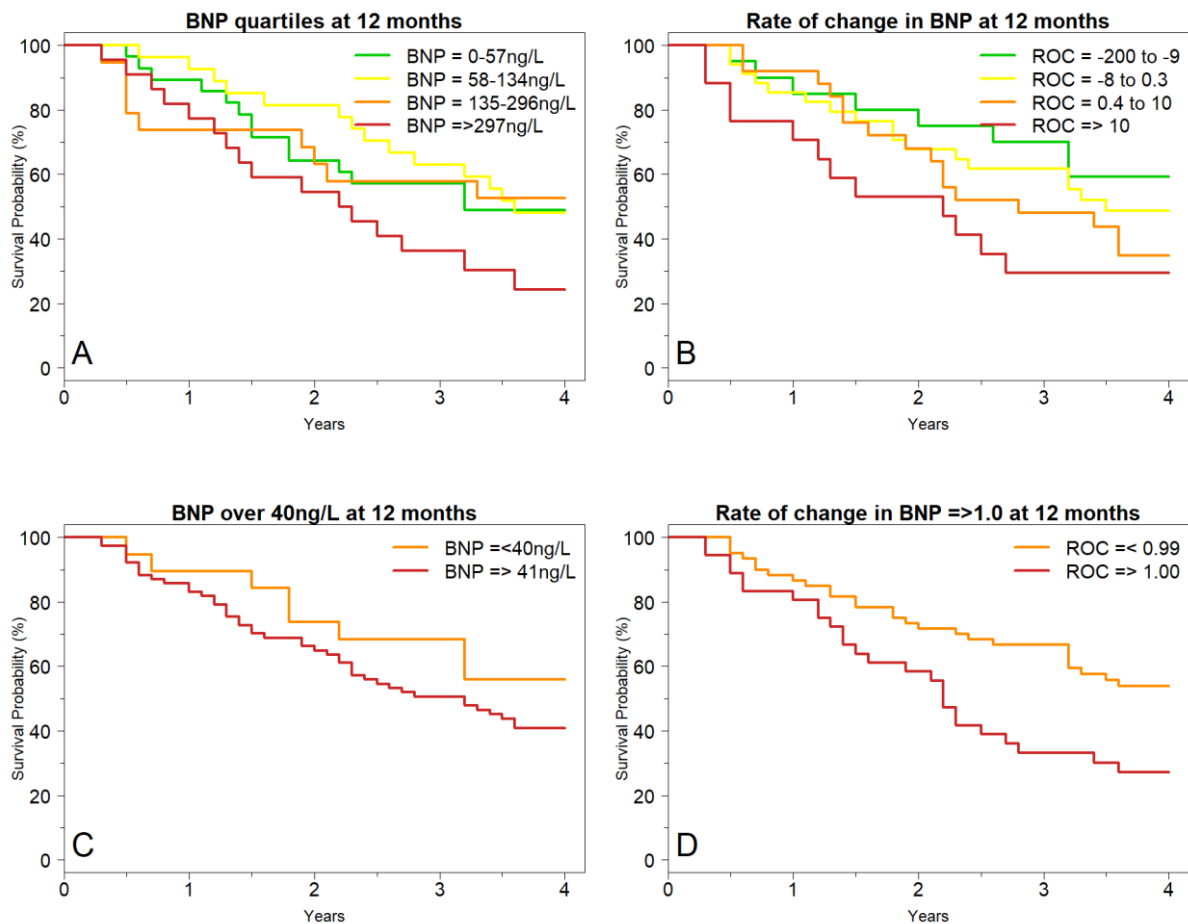 BNP quartiles at 12 months
100
80
60
40
20
0
Survival Probability (%)
BNP = 0-57ng/L
BNP = 58-134ng/L
BNP = 135-296ng/L
BNP =>297ng/L
A
0 1 2 3 4
Years
Rate of change in BNP at 12 months
100
80
60
40
20
0
Survival Probability (%)
ROC = -200 to -9
ROC = -8 to 0.3
ROC = 0.4 to 10
ROC => 10
B
0 1 2 3 4
Years
BNP over 40ng/L at 12 months
100
80
60
40
20
0
Survival Probability (%)
BNP =<40ng/L
BNP => 41ng/L
C
0 1 2 3 4
Years
Rate of change in BNP =>1.0 at 12 months
100
80
60
40
20
0
Survival Probability (%)
ROC =< 0.99
ROC => 1.00
D
0 1 2 3 4
Years